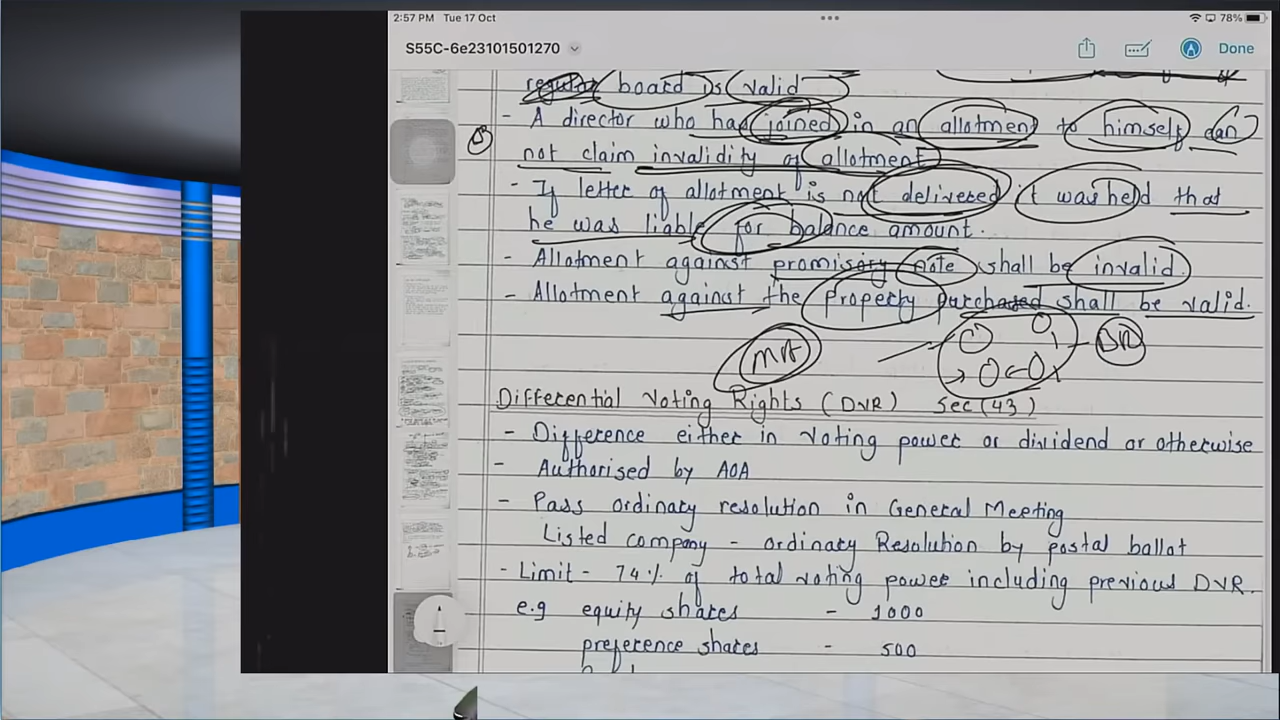 2:57 PM Tue 17 Oct
78%
S55C-6e23101501270
Done
board is valid
- A director who had joined in an allotment to himself can
not claim invalidity of allotment
- If letter of allotment is not delivered it was held that
he was liable for balance amount.
- Allotment against promisory note shall be invalid.
- Allotment against the property purchased shall be valid.
Differential Voting Rights (DVR) Sec (43)
- Difference either in voting power or dividend or otherwise
- Authorised by AOA
- Pass ordinary resolution in General Meeting
Listed company - ordinary Resolution by postal ballot
- Limit - 74% of total voting power including previous DVR.
e.g equity shares - 1000
preference shares - 500